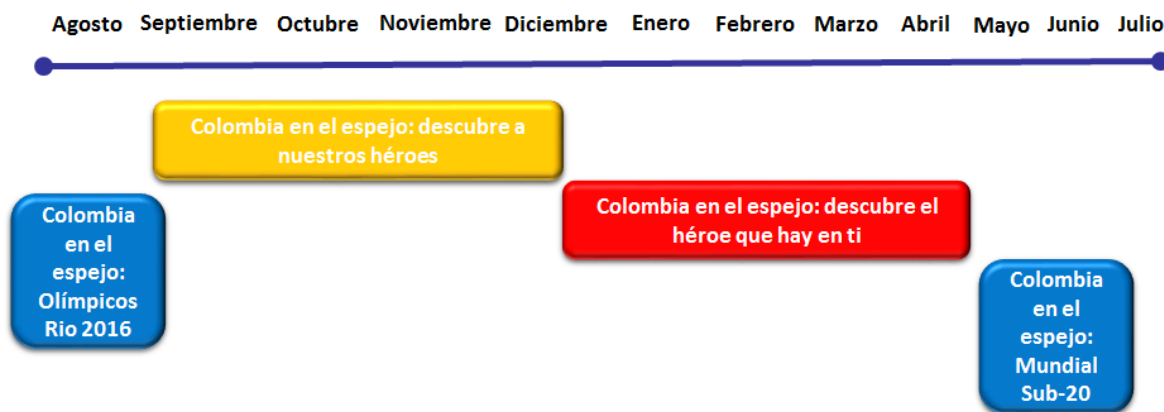 Agosto Septiembre Octubre Noviembre Diciembre Enero Febrero Marzo Abril Mayo Junio Julio
Colombia en el espejo: descubre a
nuestros héroes
Colombia en el espejo: descubre el
héroe que hay en ti
Colombia
en el
espejo:
Olímpicos
Rio 2016
Colombia
en el
espejo:
Mundial
Sub-20